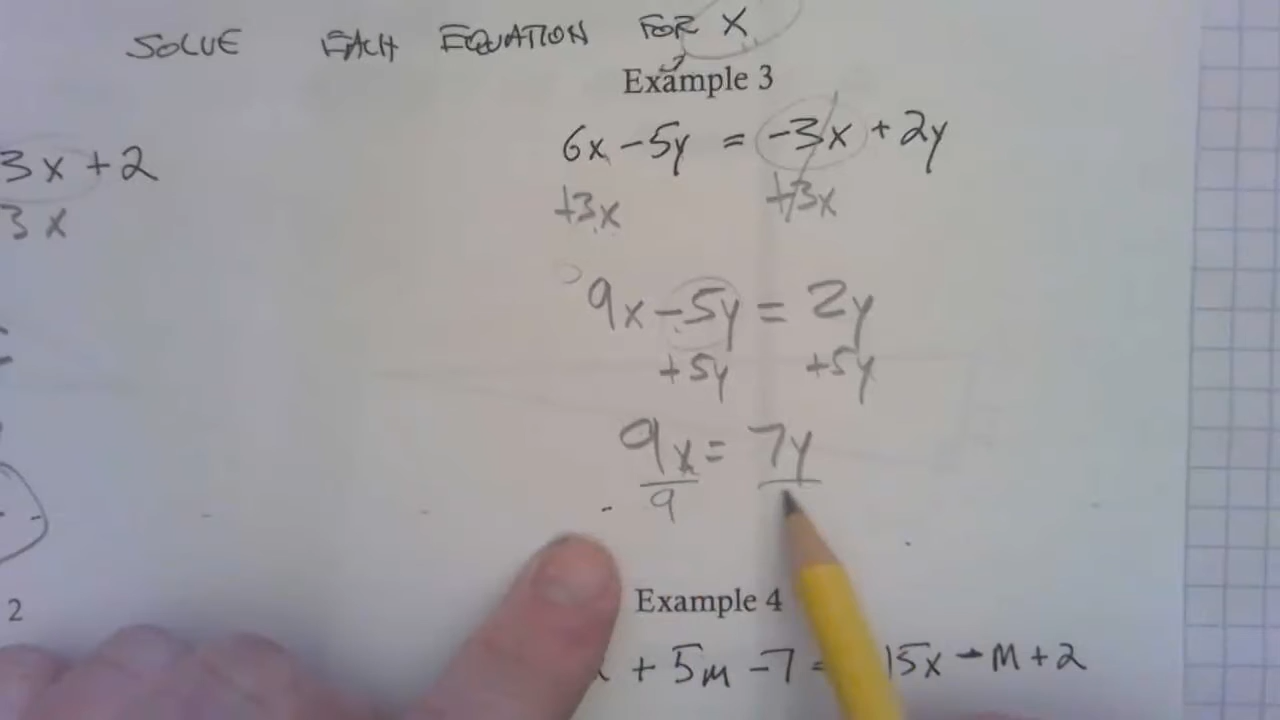 SOLVE EACH EQUATION FOR X
Example 3
6x - 5y = -3x + 2y
+3x +3x
9x - 5y = 2y
+5y +5y
9x = 7y
9
3x + 2
3x
2
Example 4
+ 5m - 7 = 15x - m + 2